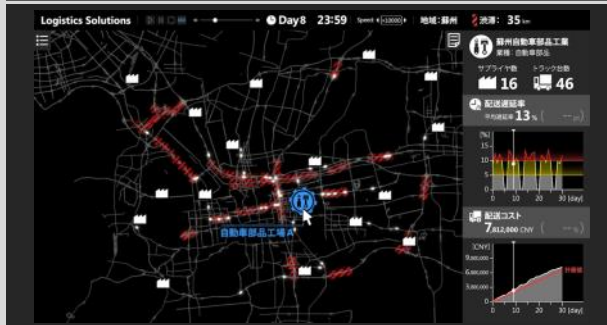 Logistics Solutions
Day8 23:59 Speed ×10000 地域:蘇州 渋滞: 35 km
蘇州自動車部品工業
業種:自動車部品
サプライヤ数 トラック台数
16 46
配送遅延率
平均遅延率 13% ( -- pt)
[%]
15
10
5
0
0 10 20 30 [day]
配送コスト
7,812,000 CNY ( -- %)
[CNY]
9,000,000
6,000,000
3,000,000
0
0 10 20 30 [day]
自動車部品工場A